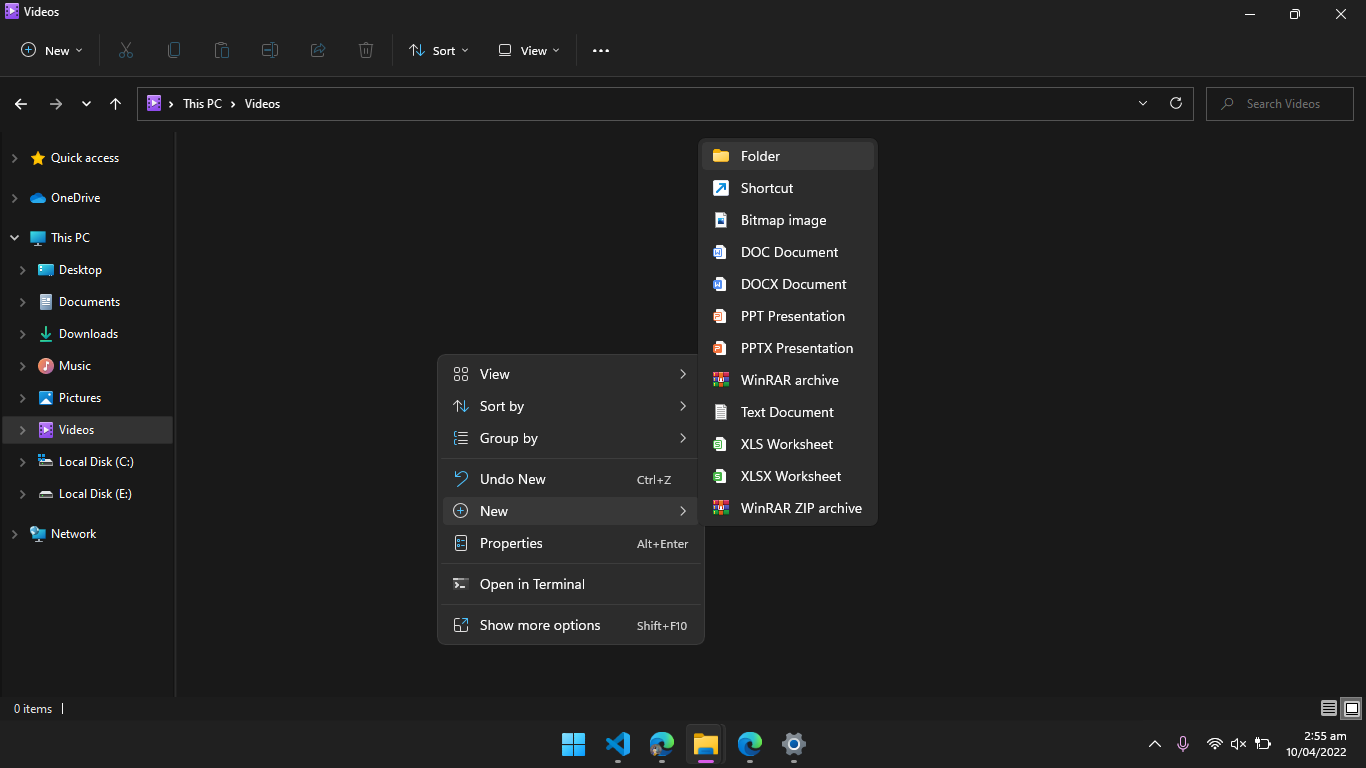 Videos
New
Sort
View
This PC
Videos
Search Videos
Quick access
OneDrive
This PC
Desktop
Documents
Downloads
Music
Pictures
Videos
Local Disk (C:)
Local Disk (E:)
Network
View
Sort by
Group by
Undo New Ctrl+Z
New
Properties Alt+Enter
Open in Terminal
Show more options Shift+F10
Folder
Shortcut
Bitmap image
DOC Document
DOCX Document
PPT Presentation
PPTX Presentation
WinRAR archive
Text Document
XLS Worksheet
XLSX Worksheet
WinRAR ZIP archive
0 items
2:55 am
10/04/2022